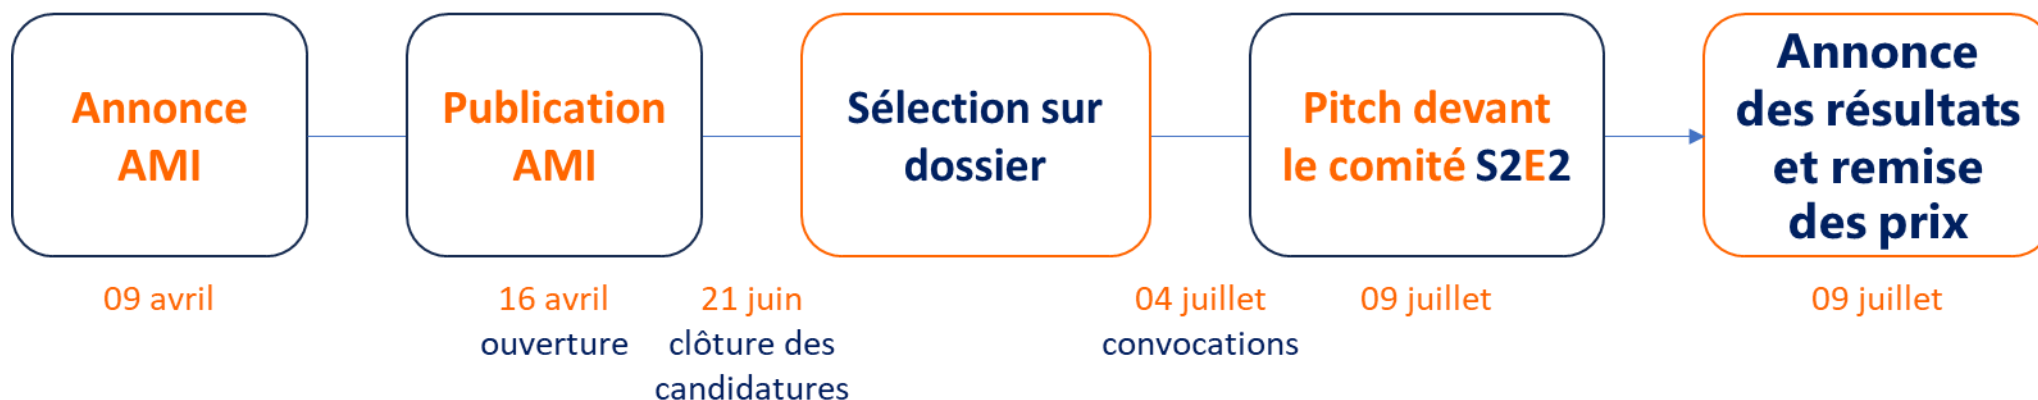 Annonce
AMI
Publication
AMI
Sélection sur
dossier
Pitch devant
le comité S2E2
Annonce
des résultats
et remise
des prix
09 avril
16 avril
ouverture
21 juin
clôture des
candidatures
04 juillet
convocations
09 juillet
09 juillet